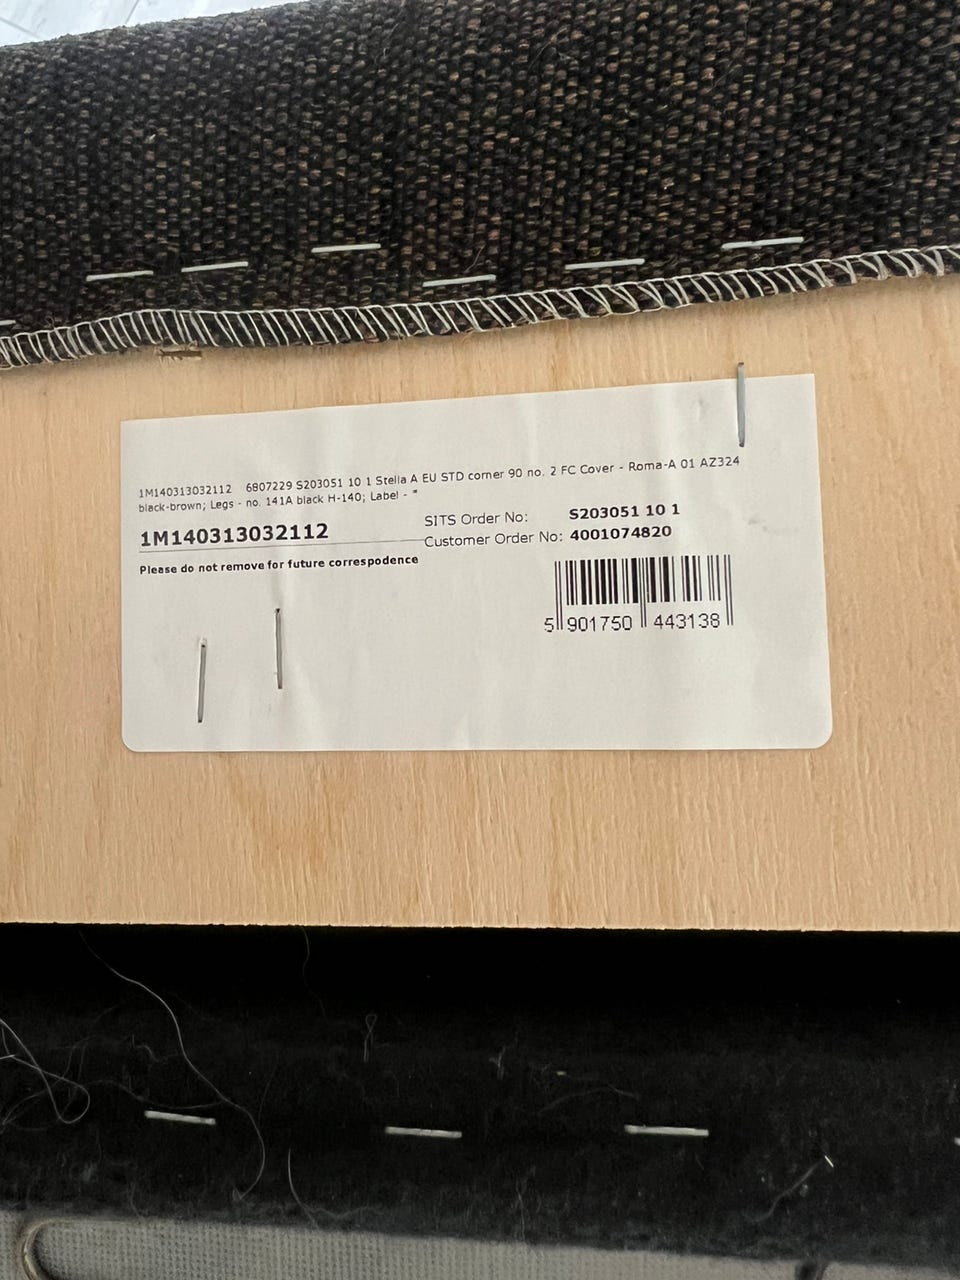 1M140313032112 6807229 S203051 10 1 Stella A EU STD corner 90 no. 2 FC Cover - Roma-A 01 AZ324
black-brown; Legs - no. 141A black H-140; Label - *
1M140313032112
SITS Order No: S203051 10 1
Customer Order No: 4001074820
Please do not remove for future correspodence
5 901750 443138